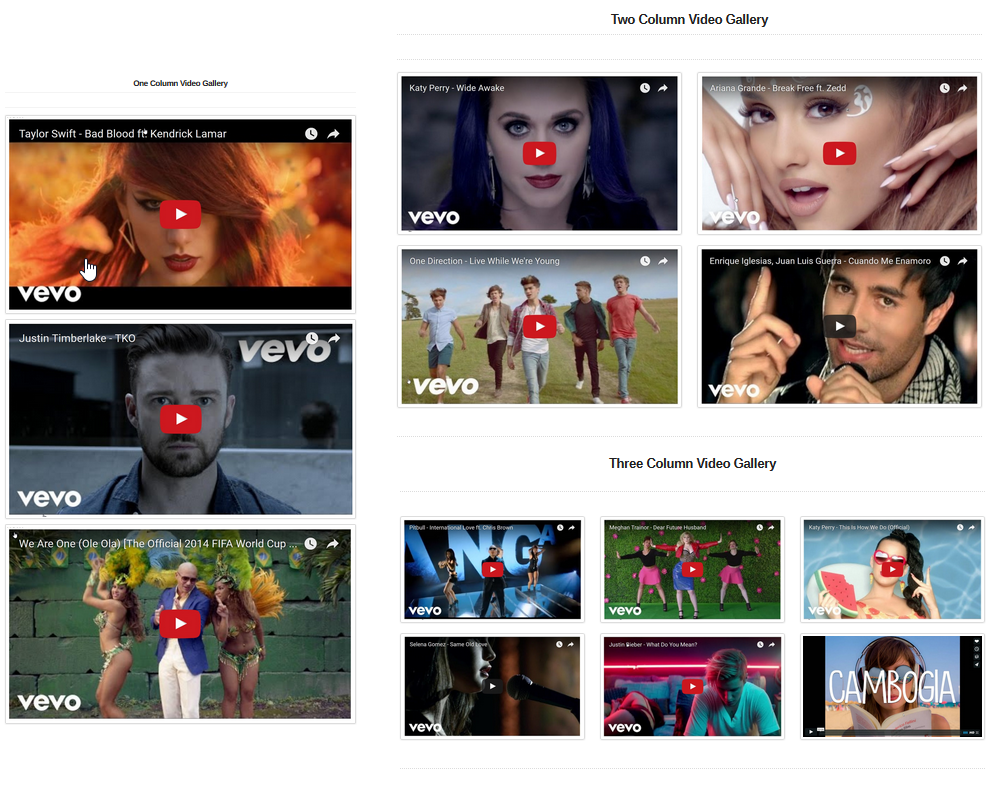 One Column Video Gallery
Taylor Swift - Bad Blood ft. Kendrick Lamar
vevo
Justin Timberlake - TKO
vevo
vevo
We Are One (Ole Ola) [The Official 2014 FIFA World Cup ...
vevo
Two Column Video Gallery
Katy Perry - Wide Awake
vevo
Ariana Grande - Break Free ft. Zedd
vevo
One Direction - Live While We're Young
vevo
Enrique Iglesias, Juan Luis Guerra - Cuando Me Enamoro
vevo
Three Column Video Gallery
Pitbull - International Love ft. Chris Brown
ANGA
vevo
Meghan Trainor - Dear Future Husband
vevo
Katy Perry - This Is How We Do (Official)
vevo
Selena Gomez - Same Old Love
vevo
Justin Bieber - What Do You Mean?
vevo
CAMBOGIA